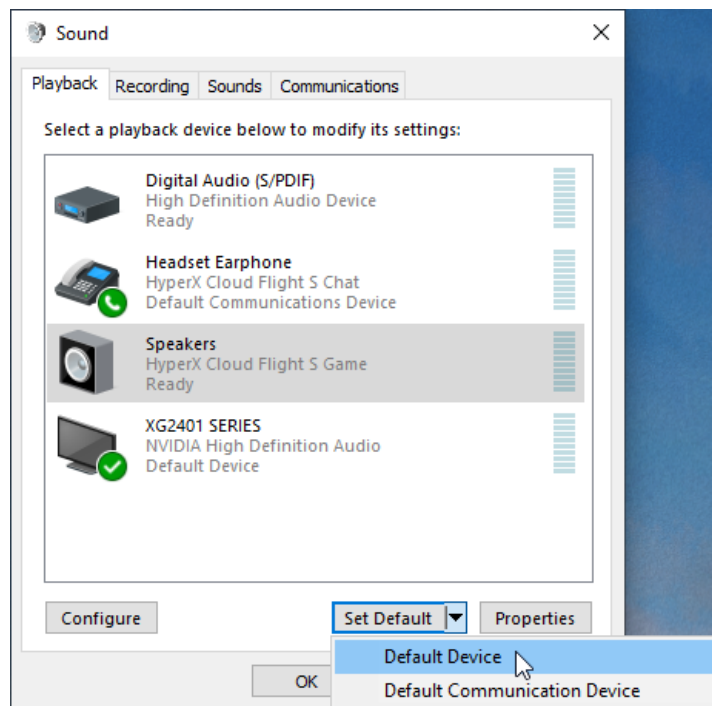 Sound
Playback Recording Sounds Communications
Select a playback device below to modify its settings:
Digital Audio (S/PDIF)
High Definition Audio Device
Ready
Headset Earphone
HyperX Cloud Flight S Chat
Default Communications Device
Speakers
HyperX Cloud Flight S Game
Ready
XG2401 SERIES
NVIDIA High Definition Audio
Default Device
Configure Set Default Properties
Default Device
OK
Default Communication Device